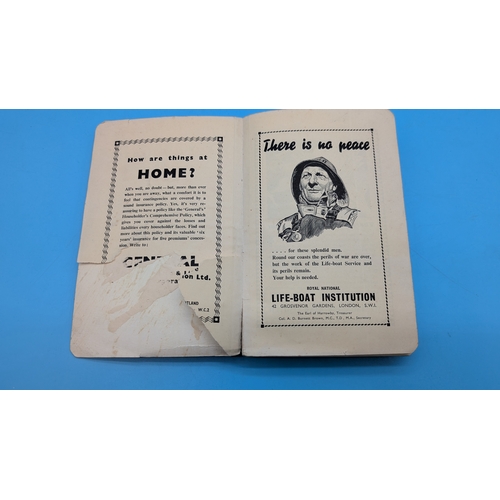 How are things at
HOME?
All's well, no doubt—but, more than ever
when you are away, what a comfort it is to
feel that contingencies are covered by a
sound insurance policy. Yes, it's very re-
assuring to have a policy like the "General's"
Householder's Comprehensive Policy, which
gives you cover against the losses and
liabilities every householder faces. Find out
more about this policy and its valuable 'six
years' insurance for five premiums' conces-
sion. Write to:
GENERAL
Ltd.
RTLAND
W.C.2
There is no peace
. . . . for these splendid men.
Round our coasts the perils of war are over,
but the work of the Life-boat Service and
its perils remain.
Your help is needed.
ROYAL NATIONAL
LIFE-BOAT INSTITUTION
42 GROSVENOR GARDENS, LONDON, S.W.1.
The Earl of Harrowby, Treasurer
Col. A. D. Burnett Brown, M.C., T.D., M.A., Secretary.